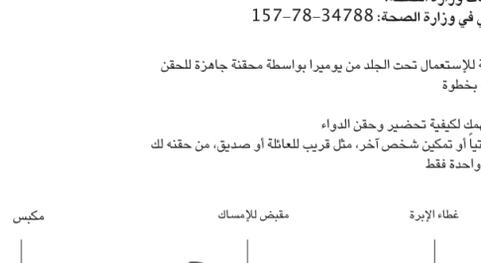 في وزارة الصحة: 34788-78-157
للإستعمال تحت الجلد من يوميرا بواسطة محقنة جاهزة للحقن
بخطوة
لكيفية تحضير وحقن الدواء
أو تمكين شخص آخر، مثل قريب للعائلة أو صديق، من حقنه لك
واحدة فقط
غطاء الإبرة
مقبض للإمساك
مكبس